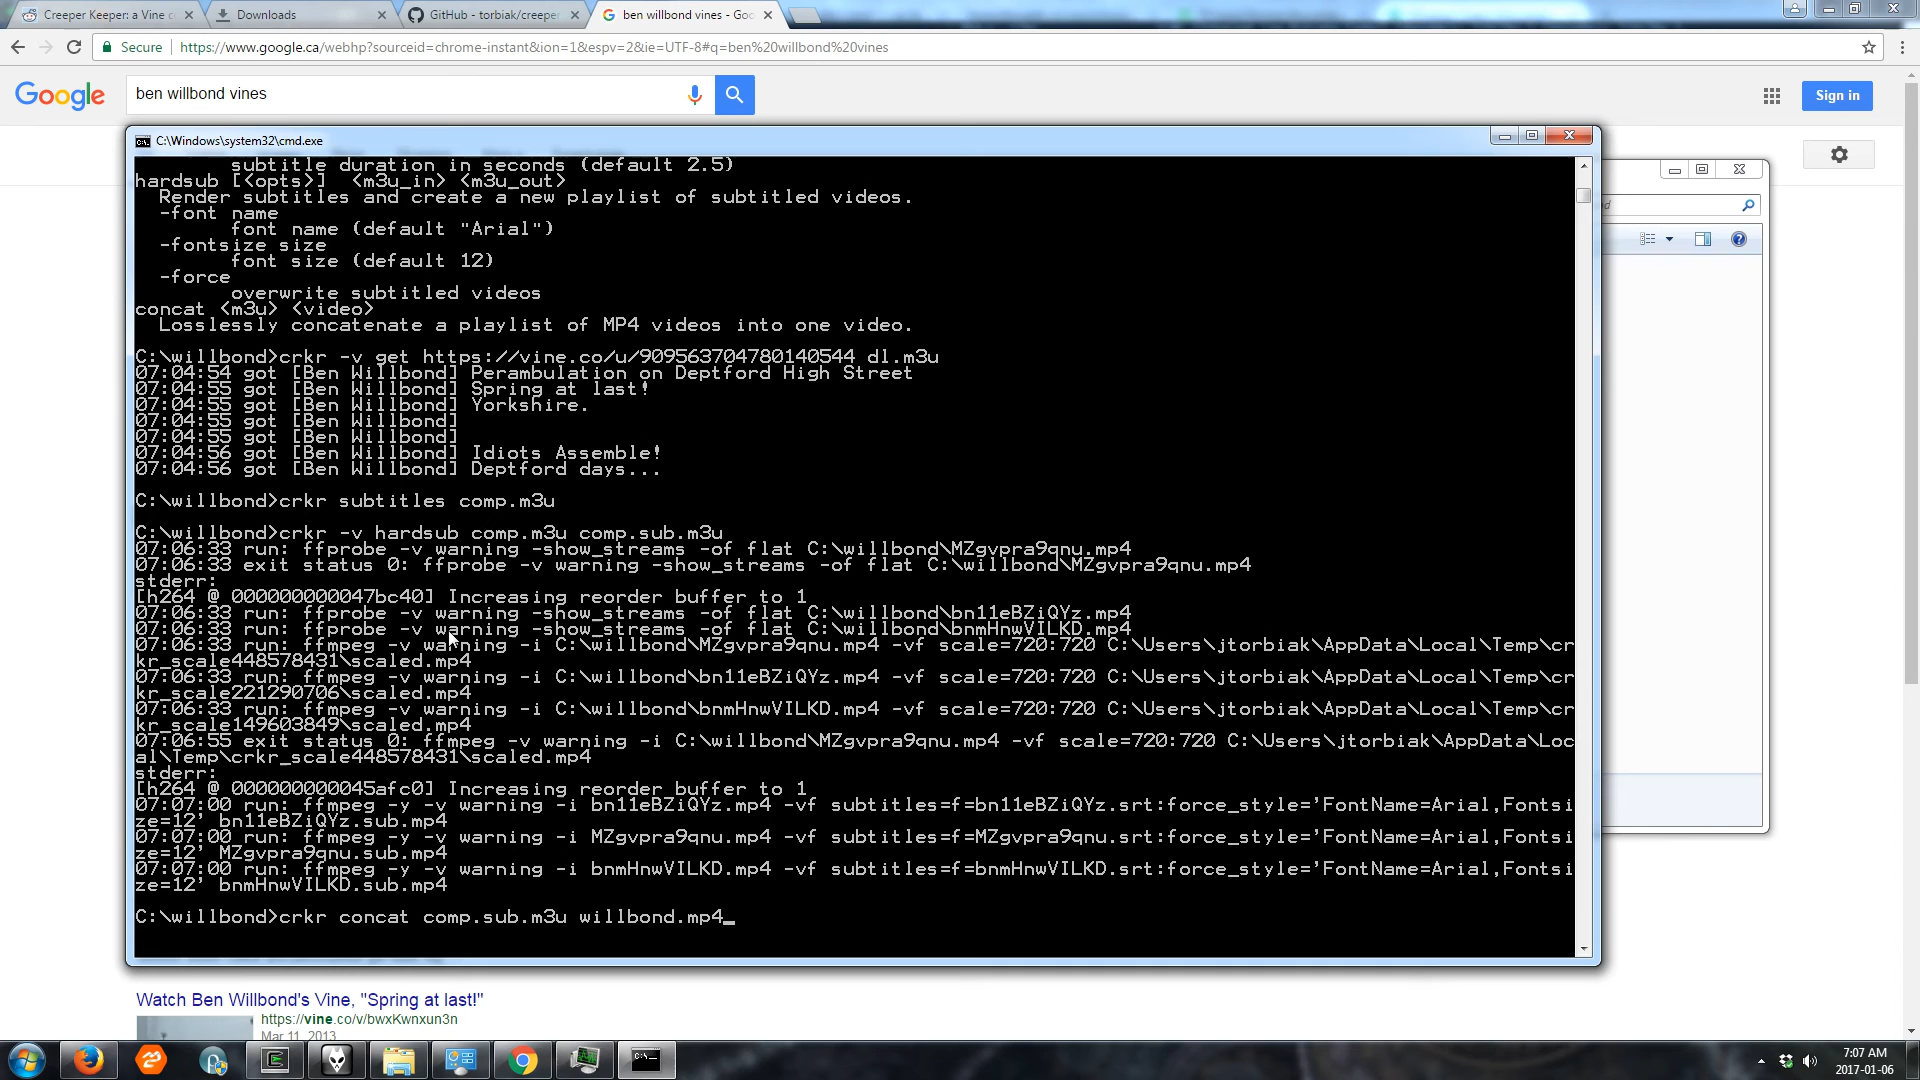 Creeper Keeper: a Vine c
Downloads
GitHub - torbiak/creeper
ben willbond vines - Goo
Secure
https://www.google.ca/webhp?sourceid=chrome-instant&ion=1&espv=2&ie=UTF-8#q=ben%20willbond%20vines
Google
ben willbond vines
Sign in
C:\Windows\system32\cmd.exe
subtitle duration in seconds (default 2.5)
hardsub [<opts>] <m3u_in> <m3u_out>
Render subtitles and create a new playlist of subtitled videos.
-font name
font name (default "Arial")
-fontsize size
font size (default 12)
-force
overwrite subtitled videos
concat <m3u> <video>
Losslessly concatenate a playlist of MP4 videos into one video.
C:\willbond>crkr -v get https://vine.co/u/909563704780140544 dl.m3u
07:04:54 got [Ben Willbond] Perambulation on Deptford High Street
07:04:55 got [Ben Willbond] Spring at last!
07:04:55 got [Ben Willbond] Yorkshire.
07:04:55 got [Ben Willbond]
07:04:55 got [Ben Willbond]
07:04:56 got [Ben Willbond] Idiots Assemble!
07:04:56 got [Ben Willbond] Deptford days...
C:\willbond>crkr subtitles comp.m3u
C:\willbond>crkr -v hardsub comp.m3u comp.sub.m3u
07:06:33 run: ffprobe -v warning -show_streams -of flat C:\willbond\MZgvpra9qnu.mp4
07:06:33 exit status 0: ffprobe -v warning -show_streams -of flat C:\willbond\MZgvpra9qnu.mp4
stderr:
[h264 @ 000000000047bc40] Increasing reorder buffer to 1
07:06:33 run: ffprobe -v warning -show_streams -of flat C:\willbond\bn11eBZiQYz.mp4
07:06:33 run: ffprobe -v warning -show_streams -of flat C:\willbond\bnmHnwVILKD.mp4
07:06:33 run: ffmpeg -v warning -i C:\willbond\MZgvpra9qnu.mp4 -vf scale=720:720 C:\Users\jtorbiak\AppData\Local\Temp\cr
kr_scale448578431\scaled.mp4
07:06:33 run: ffmpeg -v warning -i C:\willbond\bn11eBZiQYz.mp4 -vf scale=720:720 C:\Users\jtorbiak\AppData\Local\Temp\cr
kr_scale221290706\scaled.mp4
07:06:33 run: ffmpeg -v warning -i C:\willbond\bnmHnwVILKD.mp4 -vf scale=720:720 C:\Users\jtorbiak\AppData\Local\Temp\cr
kr_scale149603849\scaled.mp4
07:06:55 exit status 0: ffmpeg -v warning -i C:\willbond\MZgvpra9qnu.mp4 -vf scale=720:720 C:\Users\jtorbiak\AppData\Loc
al\Temp\crkr_scale448578431\scaled.mp4
stderr:
[h264 @ 000000000045afc0] Increasing reorder buffer to 1
07:07:00 run: ffmpeg -y -v warning -i bn11eBZiQYz.mp4 -vf subtitles=f=bn11eBZiQYz.srt:force_style='FontName=Arial,Fontsi
ze=12' bn11eBZiQYz.sub.mp4
07:07:00 run: ffmpeg -y -v warning -i MZgvpra9qnu.mp4 -vf subtitles=f=MZgvpra9qnu.srt:force_style='FontName=Arial,Fontsi
ze=12' MZgvpra9qnu.sub.mp4
07:07:00 run: ffmpeg -y -v warning -i bnmHnwVILKD.mp4 -vf subtitles=f=bnmHnwVILKD.srt:force_style='FontName=Arial,Fontsi
ze=12' bnmHnwVILKD.sub.mp4
C:\willbond>crkr concat comp.sub.m3u willbond.mp4_
Watch Ben Willbond's Vine, "Spring at last!"
https://vine.co/v/bwxKwnxun3n
Mar 11, 2013
7:07 AM
2017-01-06